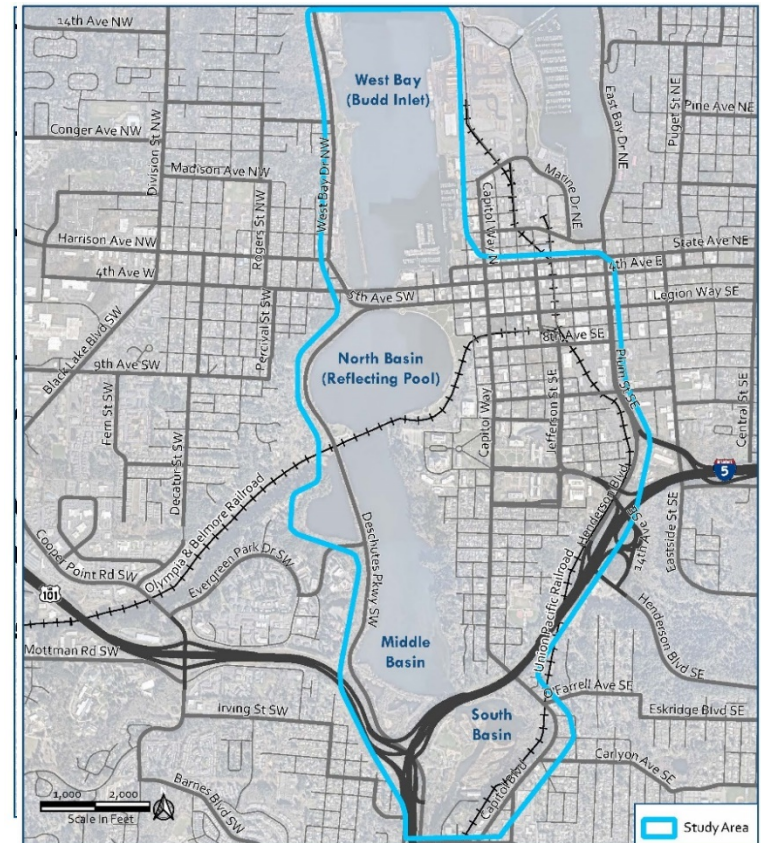 14th Ave NW
West Bay
(Budd Inlet)
Conger Ave NW
Division St NW
Madison Ave NW
Rogers St NW
West Bay Dr NW
East Bay Dr NE
Puget St NE
Pine Ave NE
Marine Dr NE
Capitol Way N
Harrison Ave NW
State Ave NE
4th Ave W
4th Ave E
5th Ave SW
Legion Way SE
Black Lake Blvd SW
Percival St SW
8th Ave SE
9th Ave SW
North Basin
(Reflecting Pool)
Plum St SE
Fern St SW
Decatur St SW
Capitol Way
Jefferson St SE
Central St SE
5
Olympia & Belmore Railroad
Deschutes Pkwy SW
Henderson Blvd
14th Ave SE
Eastside St SE
Cooper Point Rd SW
Evergreen Park Dr SW
Union Pacific Railroad
US
101
Henderson Blvd SE
Mottman Rd SW
Middle
Basin
O'Farrell Ave SE
South
Basin
Irving St SW
Eskridge Blvd SE
Carlyon Ave SE
Capitol Blvd
Barnes Blvd SW
1,000 2,000
Scale In Feet
N
Study Area